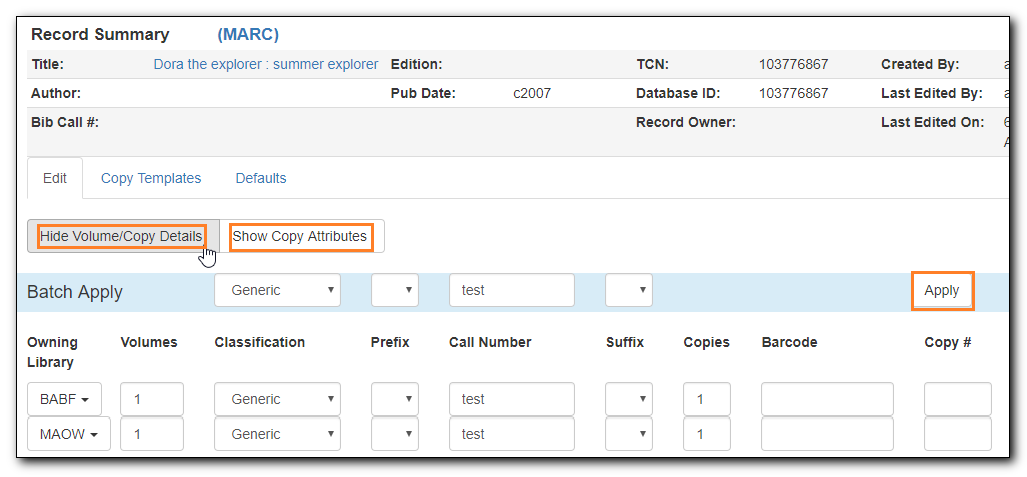 Record Summary (MARC)
Title: Dora the explorer : summer explorer Edition: TCN: 103776867 Created By: a
Author: Pub Date: c2007 Database ID: 103776867 Last Edited By: a
Bib Call #: Record Owner: Last Edited On: 6
A
Edit Copy Templates Defaults
Hide Volume/Copy Details Show Copy Attributes
Batch Apply Generic test Apply
Owning Library Volumes Classification Prefix Call Number Suffix Copies Barcode Copy #
BABF 1 Generic test 1
MAOW 1 Generic test 1